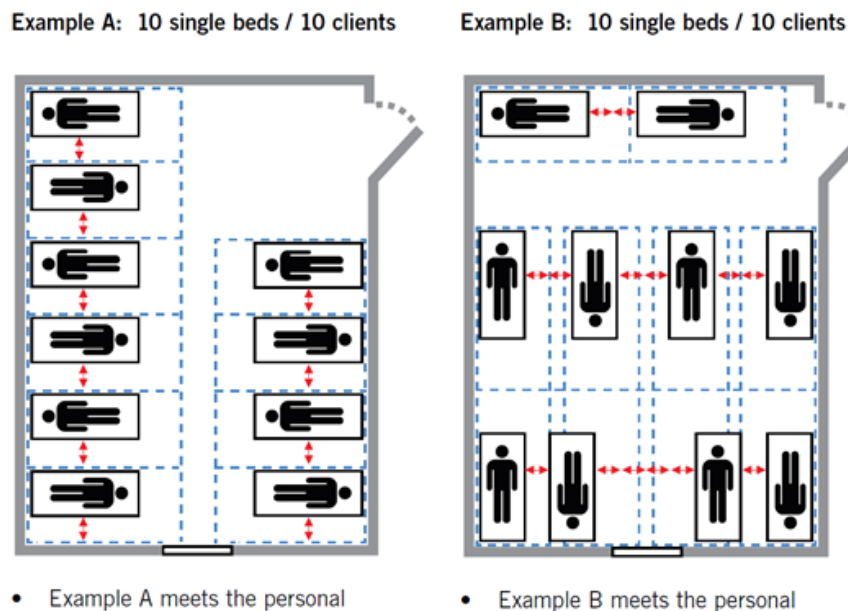 Example A: 10 single beds / 10 clients
Example B: 10 single beds / 10 clients
• Example A meets the personal
• Example B meets the personal